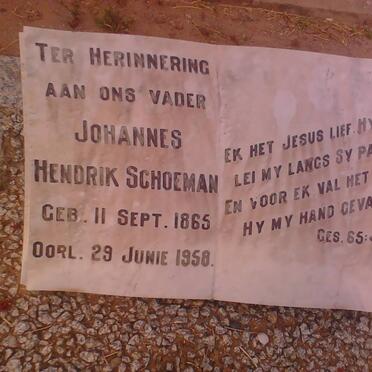 TER HERINNERING
AAN ONS VADER
JOHANNES
HENDRIK SCHOEMAN
GEB. 11 SEPT. 1865
OORL. 29 JUNIE 1958.
EK HET JESUS LIEF. HY
LEI MY LANGS SY
EN VOOR EK VAL HET
HY MY HAND
GES. 65: